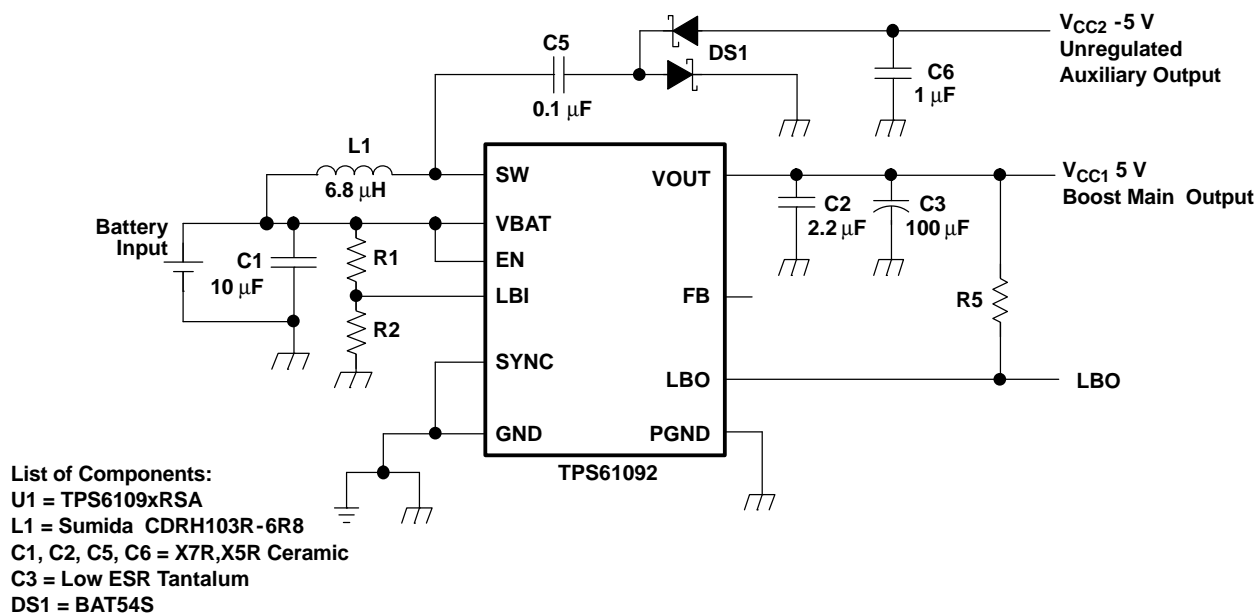 C5
0.1 µF
DS1
C6
1 µF
V_CC2 -5 V
Unregulated
Auxiliary Output
L1
6.8 µH
SW
VOUT
V_CC1 5 V
Boost Main Output
C2
2.2 µF
C3
100 µF
Battery
Input
VBAT
C1
10 µF
R1
EN
LBI
FB
R5
R2
SYNC
LBO
LBO
GND
PGND
TPS61092
List of Components:
U1 = TPS6109xRSA
L1 = Sumida CDRH103R-6R8
C1, C2, C5, C6 = X7R,X5R Ceramic
C3 = Low ESR Tantalum
DS1 = BAT54S